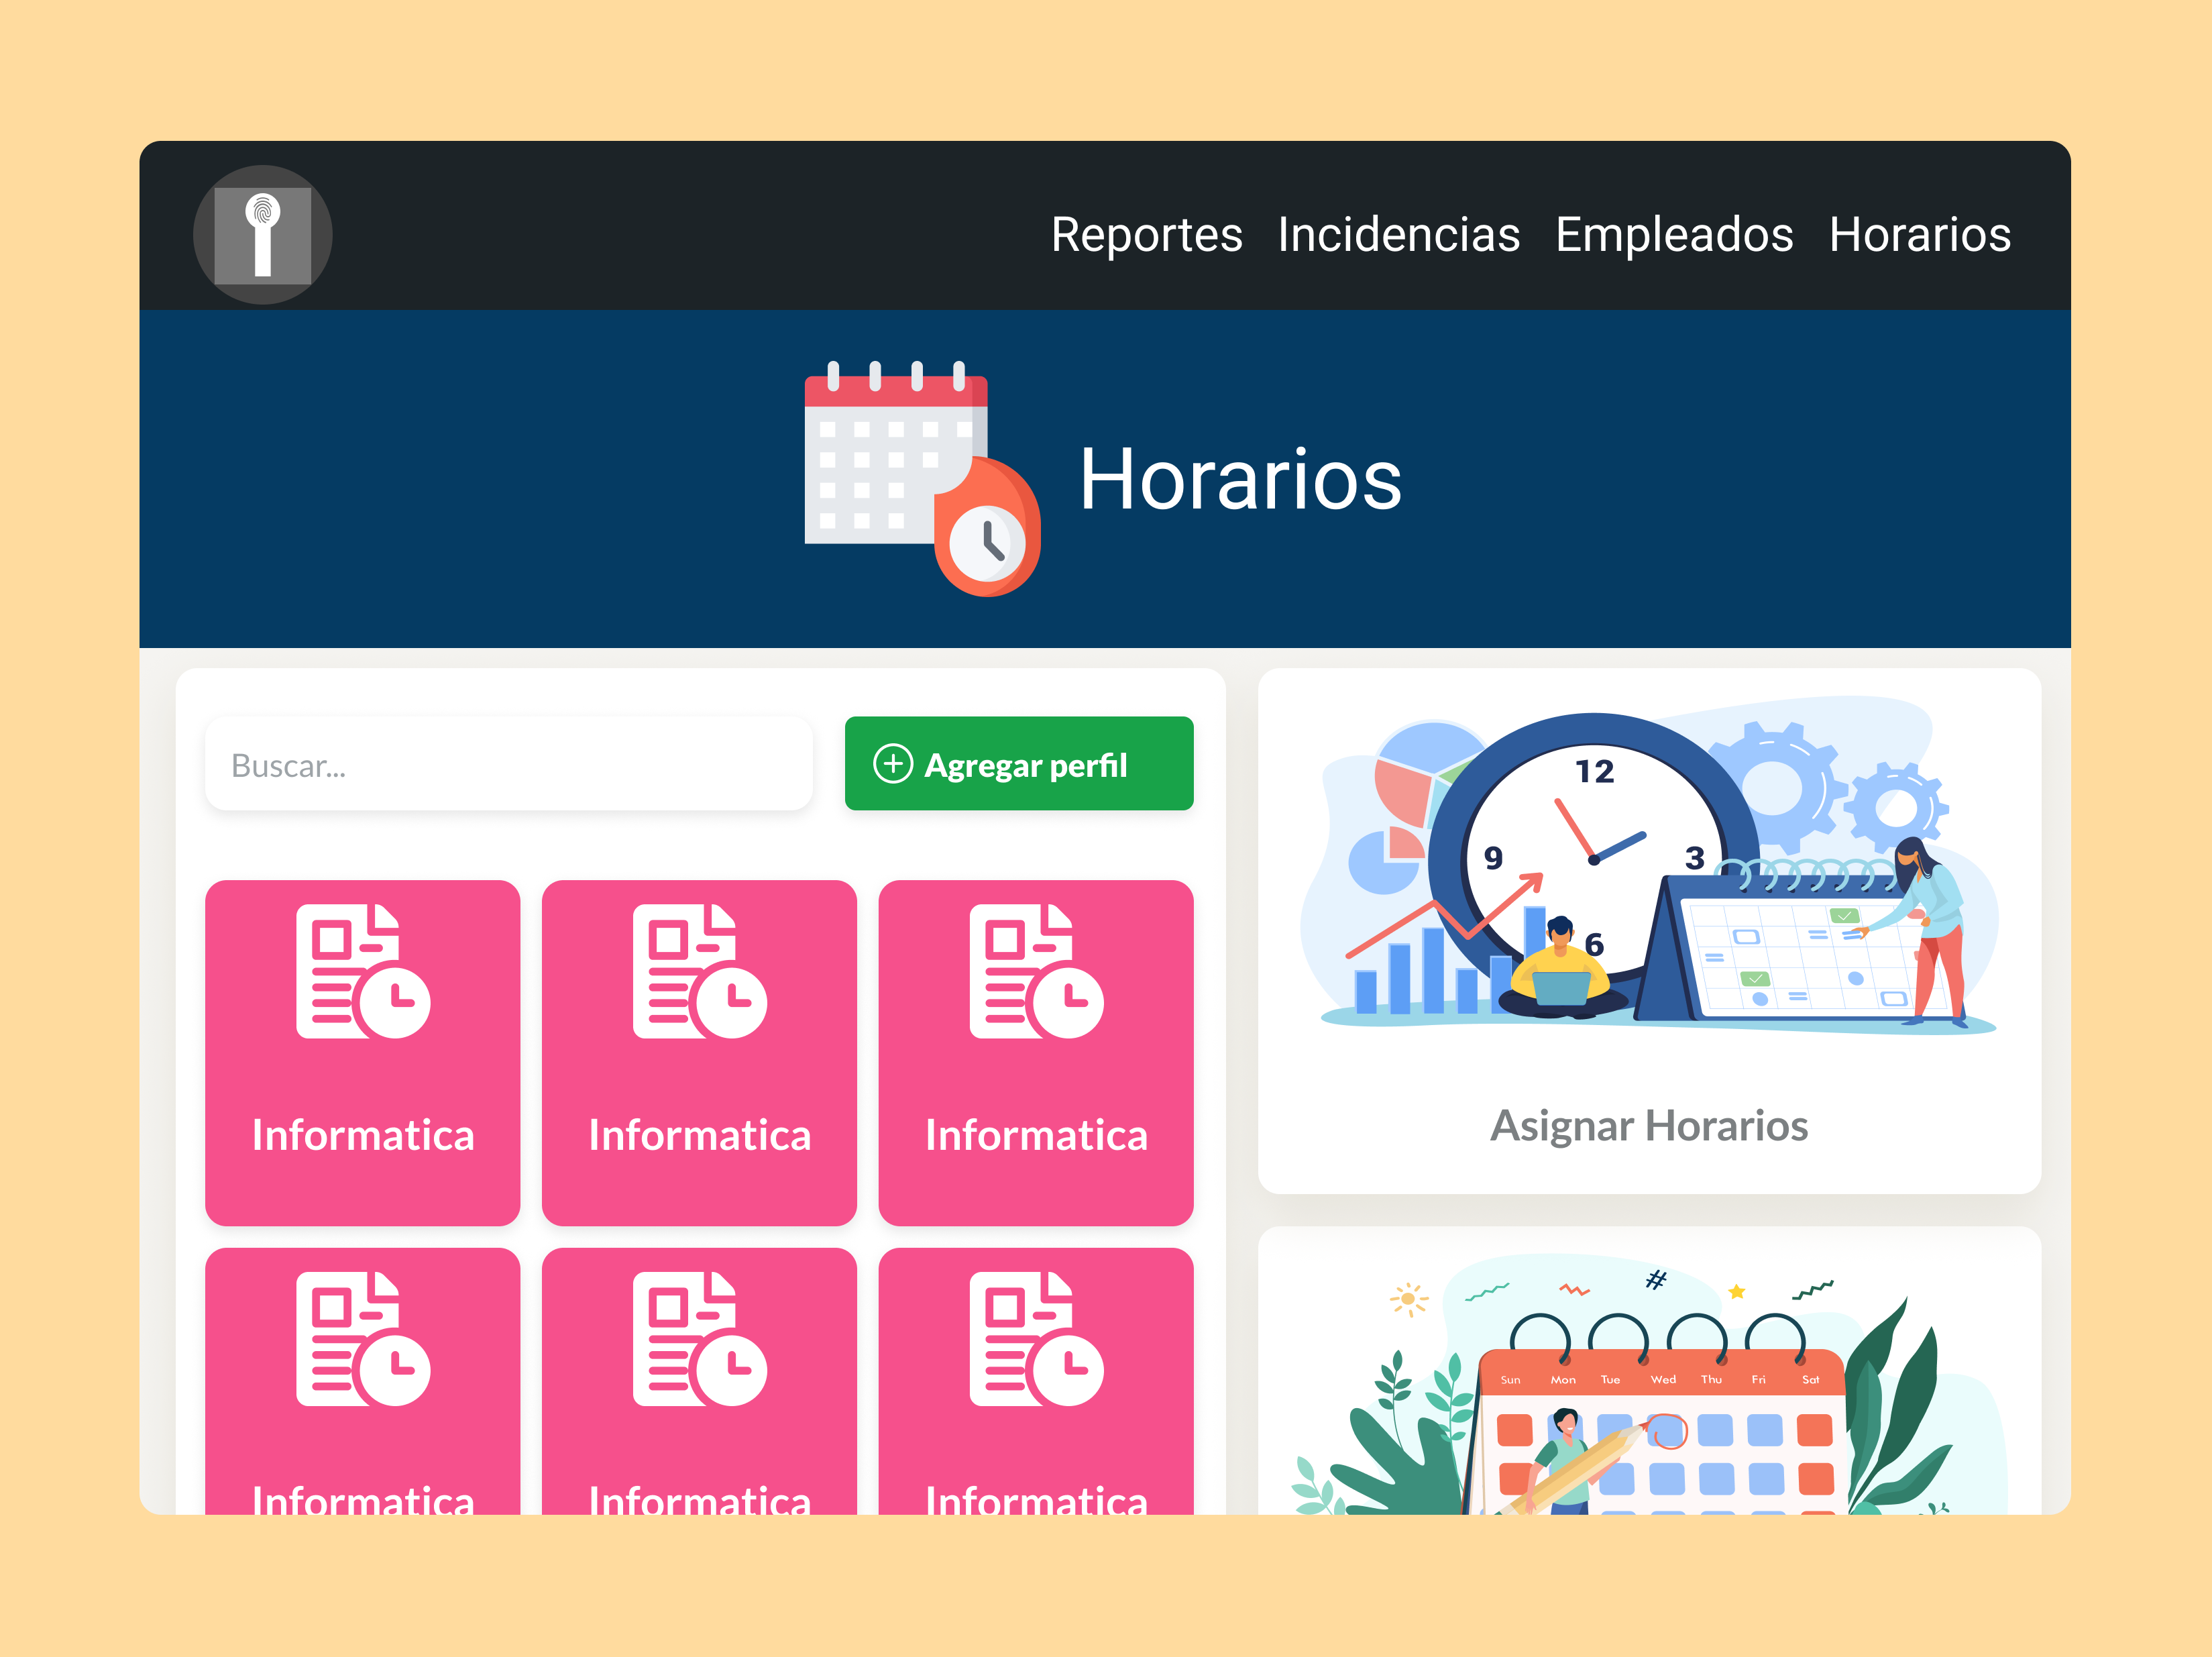 Reportes Incidencias Empleados Horarios
Horarios
Buscar...
Agregar perfil
Informatica
Informatica
Informatica
Informatica
Informatica
Informatica
12
9
3
6
Asignar Horarios
#
Sun Mon Tue Wed Thu Fri Sat